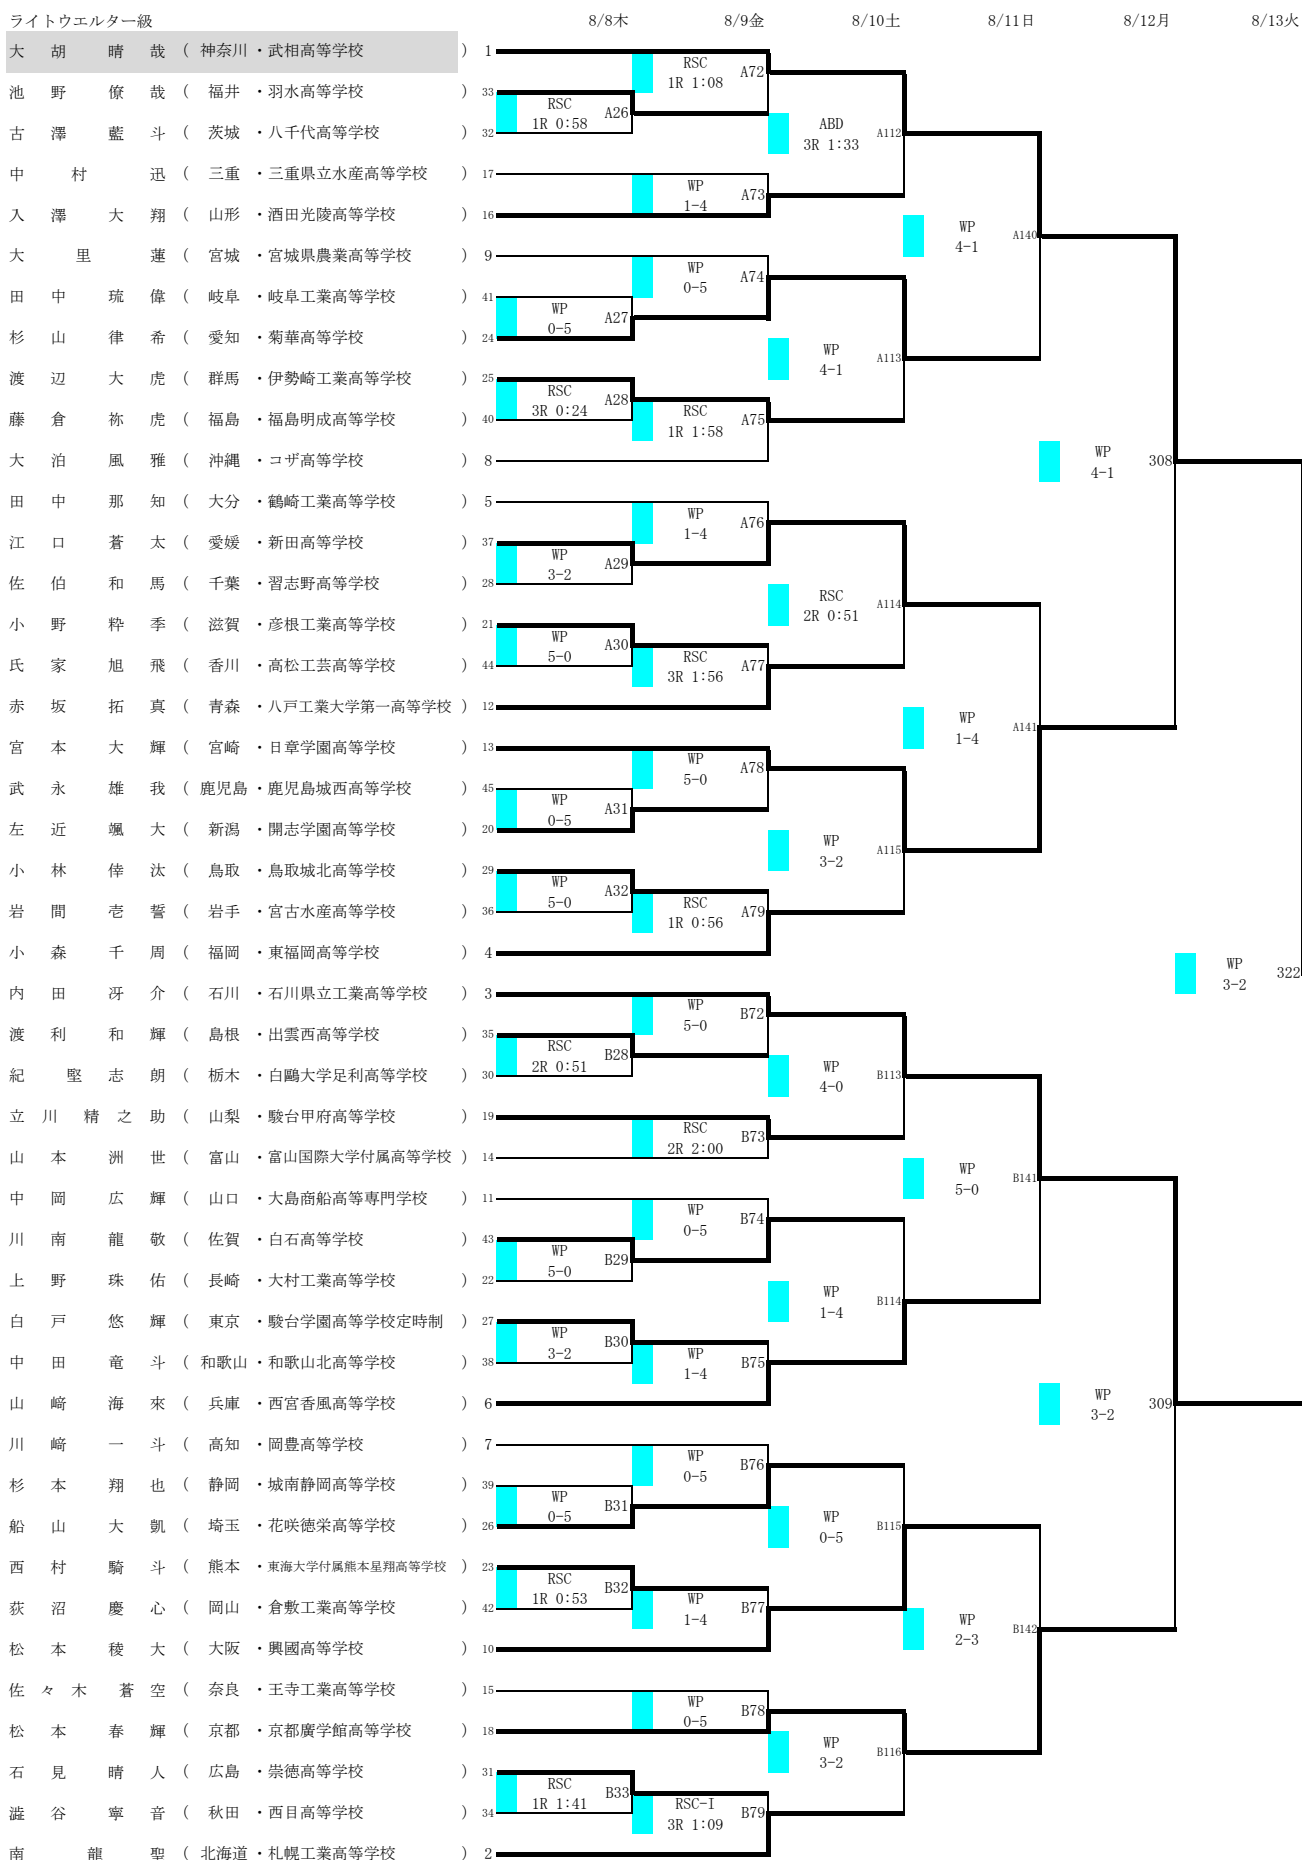 ライトウエルター級 8/8木 8/9金 8/10土 8/11日 8/12月 8/13火
大胡 晴哉 ( 神奈川 ・武相高等学校 ) 1
RSC
1R 1:08 A72
池野 僚哉 ( 福井 ・羽水高等学校 ) 33
RSC
1R 0:58 A26
ABD
3R 1:33 A112
古澤 藍斗 ( 茨城 ・八千代高等学校 ) 32
中村 迅 ( 三重 ・三重県立水産高等学校 ) 17
WP
1-4 A73
入澤 大翔 ( 山形 ・酒田光陵高等学校 ) 16
WP
4-1 A140
大里 蓮 ( 宮城 ・宮城県農業高等学校 ) 9
WP
0-5 A74
田中 琉偉 ( 岐阜 ・岐阜工業高等学校 ) 41
WP
0-5 A27
杉山 律希 ( 愛知 ・菊華高等学校 ) 24
WP
4-1 A113
渡辺 大虎 ( 群馬 ・伊勢崎工業高等学校 ) 25
RSC
3R 0:24 A28
藤倉 祢虎 ( 福島 ・福島明成高等学校 ) 40
RSC
1R 1:58 A75
大泊 風雅 ( 沖縄 ・コザ高等学校 ) 8
WP
4-1 308
田中 那知 ( 大分 ・鶴崎工業高等学校 ) 5
WP
1-4 A76
江口 蒼太 ( 愛媛 ・新田高等学校 ) 37
WP
3-2 A29
佐伯 和馬 ( 千葉 ・習志野高等学校 ) 28
RSC
2R 0:51 A114
小野 粋季 ( 滋賀 ・彦根工業高等学校 ) 21
WP
5-0 A30
氏家 旭飛 ( 香川 ・高松工芸高等学校 ) 44
RSC
3R 1:56 A77
赤坂 拓真 ( 青森 ・八戸工業大学第一高等学校 ) 12
WP
1-4 A141
宮本 大輝 ( 宮崎 ・日章学園高等学校 ) 13
WP
5-0 A78
武永 雄我 ( 鹿児島 ・鹿児島城西高等学校 ) 45
WP
0-5 A31
左近 颯大 ( 新潟 ・開志学園高等学校 ) 20
WP
3-2 A115
小林 倖汰 ( 鳥取 ・鳥取城北高等学校 ) 29
WP
5-0 A32
岩間 壱誓 ( 岩手 ・宮古水産高等学校 ) 36
RSC
1R 0:56 A79
小森 千周 ( 福岡 ・東福岡高等学校 ) 4
WP
3-2 322
内田 冴介 ( 石川 ・石川県立工業高等学校 ) 3
WP
5-0 B72
渡利 和輝 ( 島根 ・出雲西高等学校 ) 35
RSC
2R 0:51 B28
紀 堅志朗 ( 栃木 ・白鷗大学足利高等学校 ) 30
WP
4-0 B113
立川 精之助 ( 山梨 ・駿台甲府高等学校 ) 19
RSC
2R 2:00 B73
山本 洲世 ( 富山 ・富山国際大学付属高等学校 ) 14
WP
5-0 B141
中岡 広輝 ( 山口 ・大島商船高等専門学校 ) 11
WP
0-5 B74
川南 龍敬 ( 佐賀 ・白石高等学校 ) 43
WP
5-0 B29
上野 珠佑 ( 長崎 ・大村工業高等学校 ) 22
WP
1-4 B114
白戸 悠輝 ( 東京 ・駿台学園高等学校定時制 ) 27
WP
3-2 B30
中田 竜斗 ( 和歌山 ・和歌山北高等学校 ) 38
WP
1-4 B75
山﨑 海來 ( 兵庫 ・西宮香風高等学校 ) 6
WP
3-2 309
川﨑 一斗 ( 高知 ・岡豊高等学校 ) 7
WP
0-5 B76
杉本 翔也 ( 静岡 ・城南静岡高等学校 ) 39
WP
0-5 B31
船山 大凱 ( 埼玉 ・花咲徳栄高等学校 ) 26
WP
0-5 B115
西村 騎斗 ( 熊本 ・東海大学付属熊本星翔高等学校 ) 23
RSC
1R 0:53 B32
荻沼 慶心 ( 岡山 ・倉敷工業高等学校 ) 42
WP
1-4 B77
松本 稜大 ( 大阪 ・興國高等学校 ) 10
WP
2-3 B142
佐々木 蒼空 ( 奈良 ・王寺工業高等学校 ) 15
WP
0-5 B78
松本 春輝 ( 京都 ・京都廣学館高等学校 ) 18
WP
3-2 B116
石見 晴人 ( 広島 ・崇徳高等学校 ) 31
RSC
1R 1:41 B33
澁谷 寧音 ( 秋田 ・西目高等学校 ) 34
RSC-I
3R 1:09 B79
南 龍聖 ( 北海道 ・札幌工業高等学校 ) 2